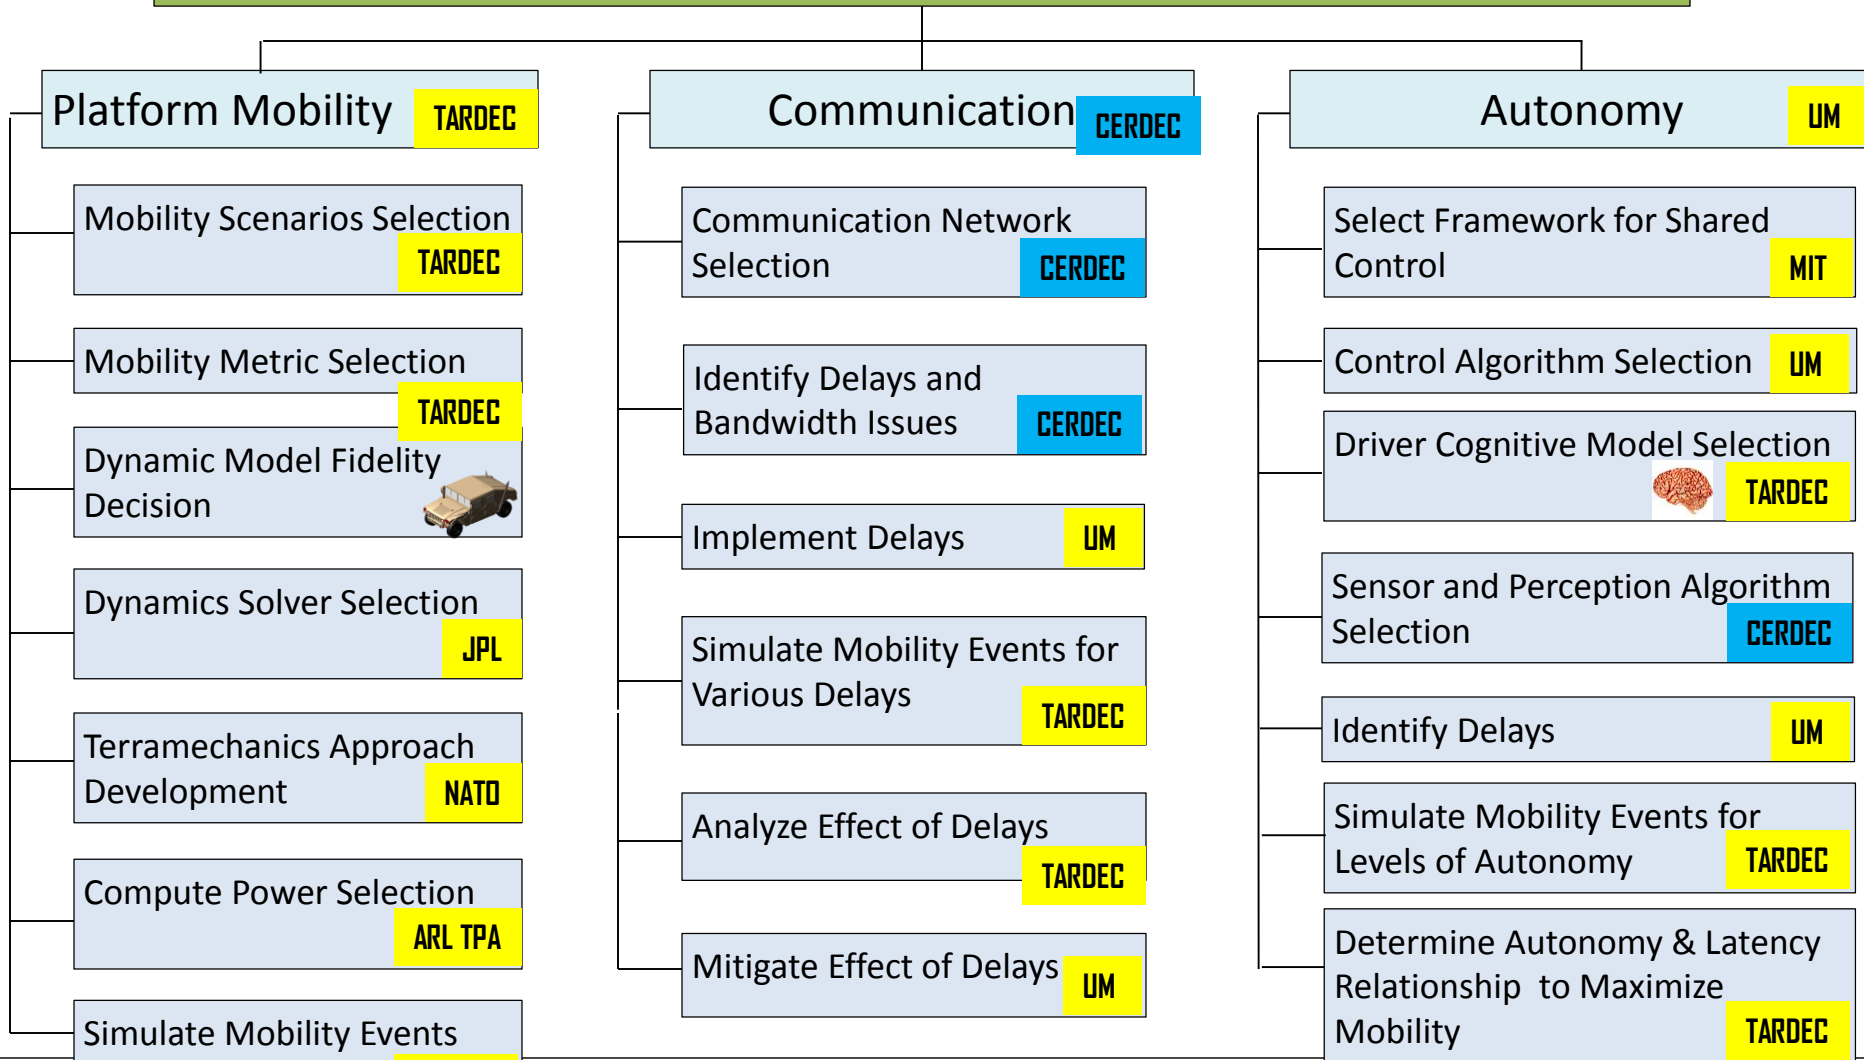 Platform Mobility
TARDEC
Mobility Scenarios Selection
TARDEC
Mobility Metric Selection
TARDEC
Dynamic Model Fidelity
Decision
Dynamics Solver Selection
JPL
Terramechanics Approach
Development
NATO
Compute Power Selection
ARL TPA
Simulate Mobility Events
Communication
CERDEC
Communication Network
Selection
CERDEC
Identify Delays and
Bandwidth Issues
CERDEC
Implement Delays
UM
Simulate Mobility Events for
Various Delays
TARDEC
Analyze Effect of Delays
TARDEC
Mitigate Effect of Delays
UM
Autonomy
UM
Select Framework for Shared
Control
MIT
Control Algorithm Selection
UM
Driver Cognitive Model Selection
TARDEC
Sensor and Perception Algorithm
Selection
CERDEC
Identify Delays
UM
Simulate Mobility Events for
Levels of Autonomy
TARDEC
Determine Autonomy & Latency
Relationship to Maximize
Mobility
TARDEC